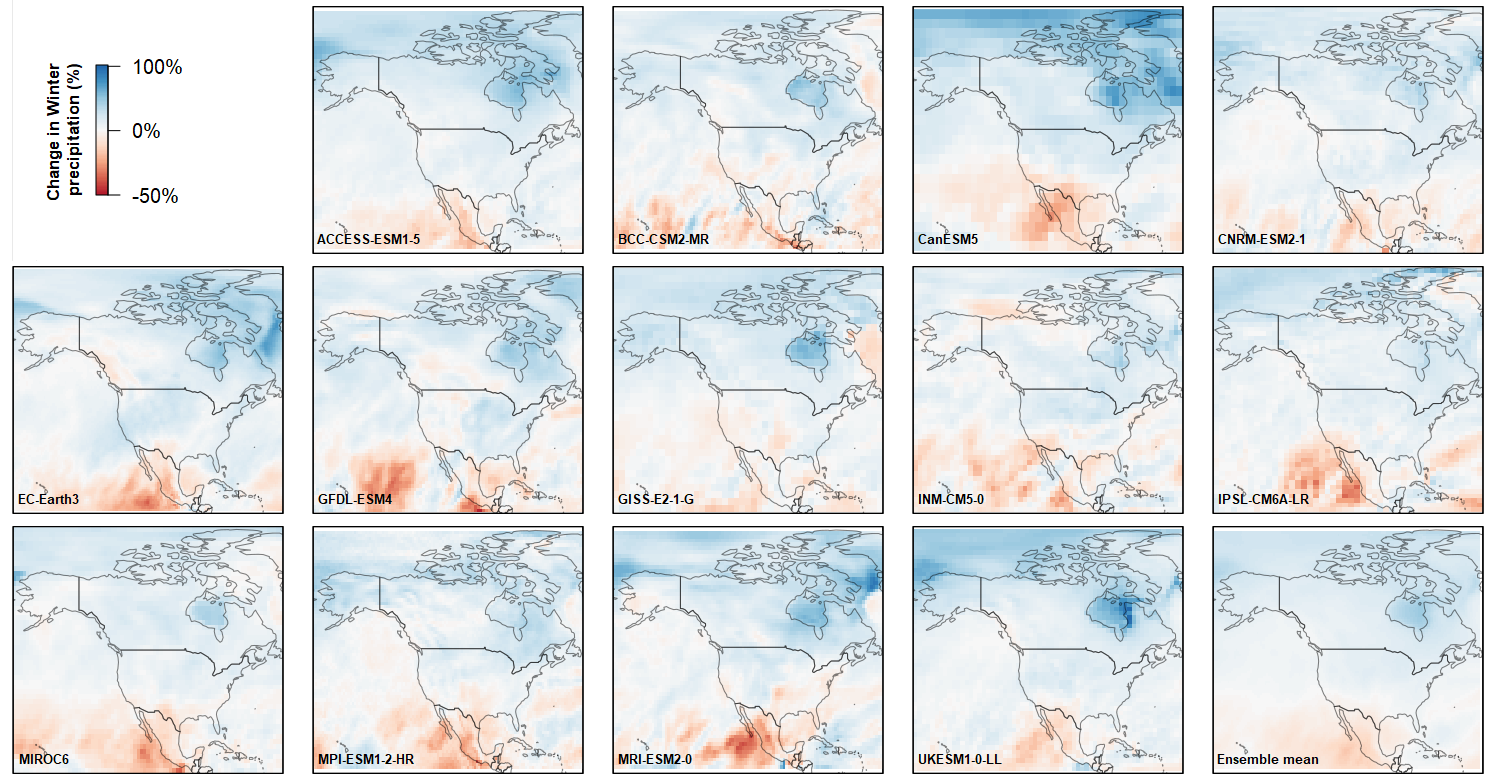 Change in Winter
precipitation (%)
100%
0%
-50%
ACCESS-ESM1-5
BCC-CSM2-MR
CanESM5
CNRM-ESM2-1
EC-Earth3
GFDL-ESM4
GISS-E2-1-G
INM-CM5-0
IPSL-CM6A-LR
MIROC6
MPI-ESM1-2-HR
MRI-ESM2-0
UKESM1-0-LL
Ensemble mean